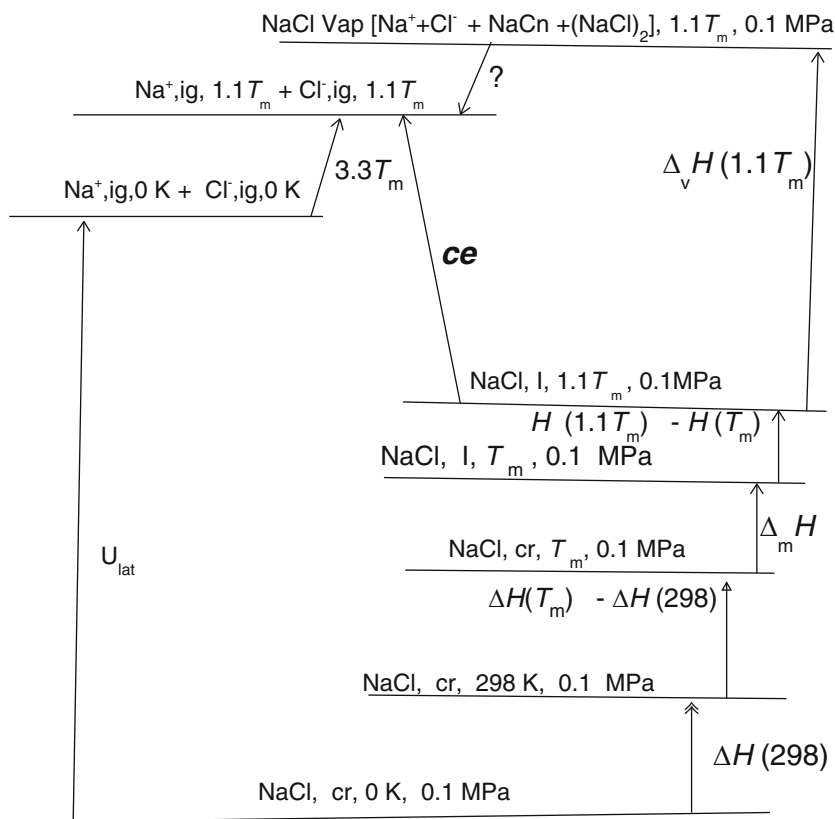 NaCl Vap [Na⁺+Cl⁻ + NaCn +(NaCl)₂], 1.1Tₘ, 0.1 MPa
?
Na⁺,ig, 1.1Tₘ + Cl⁻,ig, 1.1Tₘ
3.3Tₘ
ΔᵥH(1.1Tₘ)
Na⁺,ig,0 K + Cl⁻,ig,0 K
ce
NaCl, l, 1.1Tₘ, 0.1MPa
H (1.1Tₘ) - H(Tₘ)
NaCl, l, Tₘ, 0.1 MPa
ΔₘH
NaCl, cr, Tₘ, 0.1 MPa
U_lat
ΔH(Tₘ) - ΔH(298)
NaCl, cr, 298 K, 0.1 MPa
ΔH(298)
NaCl, cr, 0 K, 0.1 MPa